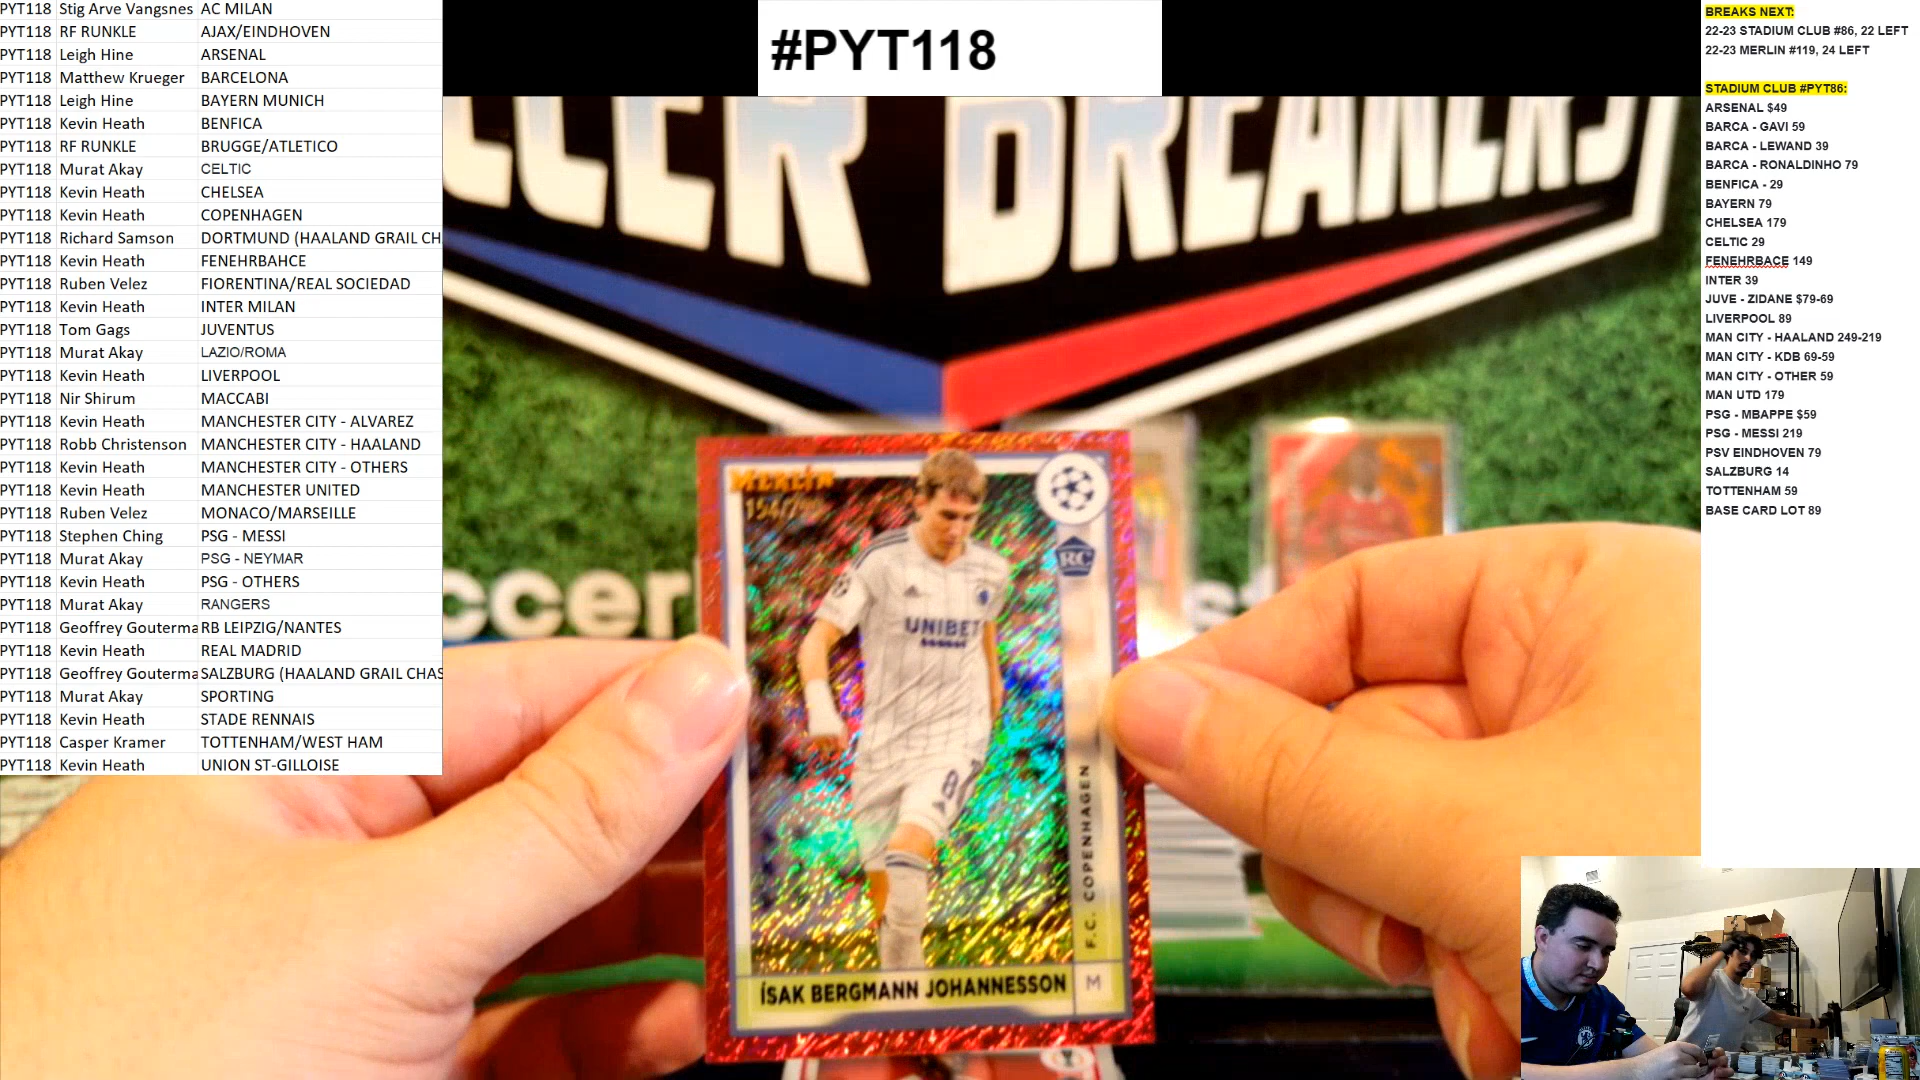 PYT118 Stig Arve Vangsnes AC MILAN
PYT118 RF RUNKLE AJAX/EINDHOVEN
PYT118 Leigh Hine ARSENAL
PYT118 Matthew Krueger BARCELONA
PYT118 Leigh Hine BAYERN MUNICH
PYT118 Kevin Heath BENFICA
PYT118 RF RUNKLE BRUGGE/ATLETICO
PYT118 Murat Akay CELTIC
PYT118 Kevin Heath CHELSEA
PYT118 Kevin Heath COPENHAGEN
PYT118 Richard Samson DORTMUND (HAALAND GRAIL CH
PYT118 Kevin Heath FENEHRBAHCE
PYT118 Ruben Velez FIORENTINA/REAL SOCIEDAD
PYT118 Kevin Heath INTER MILAN
PYT118 Tom Gags JUVENTUS
PYT118 Murat Akay LAZIO/ROMA
PYT118 Kevin Heath LIVERPOOL
PYT118 Nir Shirum MACCABI
PYT118 Kevin Heath MANCHESTER CITY - ALVAREZ
PYT118 Robb Christenson MANCHESTER CITY - HAALAND
PYT118 Kevin Heath MANCHESTER CITY - OTHERS
PYT118 Kevin Heath MANCHESTER UNITED
PYT118 Ruben Velez MONACO/MARSEILLE
PYT118 Stephen Ching PSG - MESSI
PYT118 Murat Akay PSG - NEYMAR
PYT118 Kevin Heath PSG - OTHERS
PYT118 Murat Akay RANGERS
PYT118 Geoffrey Gouterma RB LEIPZIG/NANTES
PYT118 Kevin Heath REAL MADRID
PYT118 Geoffrey Gouterma SALZBURG (HAALAND GRAIL CHAS
PYT118 Murat Akay SPORTING
PYT118 Kevin Heath STADE RENNAIS
PYT118 Casper Kramer TOTTENHAM/WEST HAM
PYT118 Kevin Heath UNION ST-GILLOISE
#PYT118
CCER BREAKERS
ccer
MERLIN
RC
UNIBET
8
F.C. COPENHAGEN
ÍSAK BERGMANN JOHANNESSON
M
BREAKS NEXT:
22-23 STADIUM CLUB #86, 22 LEFT
22-23 MERLIN #119, 24 LEFT
STADIUM CLUB #PYT86:
ARSENAL $49
BARCA - GAVI 59
BARCA - LEWAND 39
BARCA - RONALDINHO 79
BENFICA - 29
BAYERN 79
CHELSEA 179
CELTIC 29
FENEHRBACE 149
INTER 39
JUVE - ZIDANE $79-69
LIVERPOOL 89
MAN CITY - HAALAND 249-219
MAN CITY - KDB 69-59
MAN CITY - OTHER 59
MAN UTD 179
PSG - MBAPPE $59
PSG - MESSI 219
PSV EINDHOVEN 79
SALZBURG 14
TOTTENHAM 59
BASE CARD LOT 89